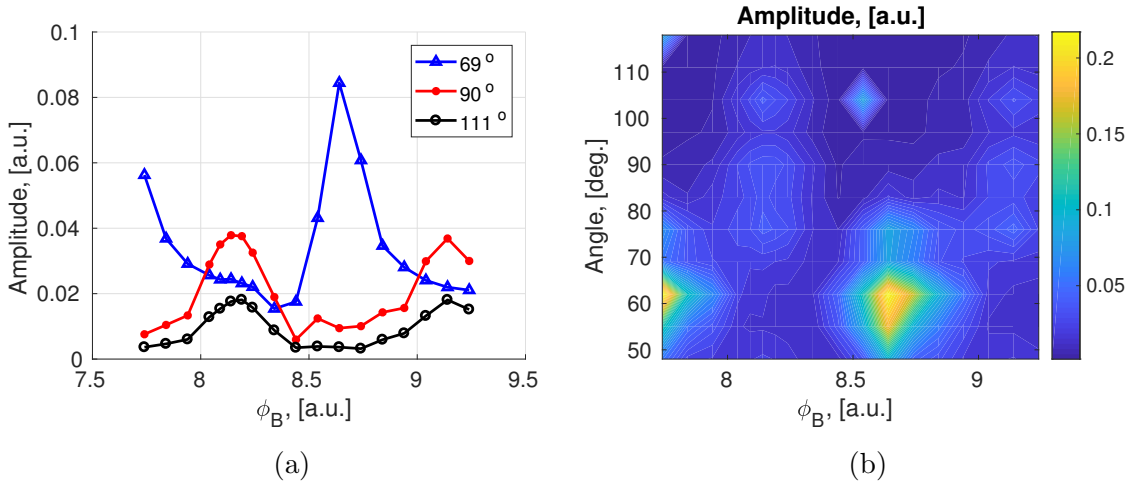 0.1
0.08
0.06
0.04
0.02
0
Amplitude, [a.u.]
7.5 8 8.5 9 9.5
ϕB, [a.u.]
69 °
90 °
111 °
(a)
Amplitude, [a.u.]
110
100
90
80
70
60
50
Angle, [deg.]
8 8.5 9
ϕB, [a.u.]
0.2
0.15
0.1
0.05
(b)